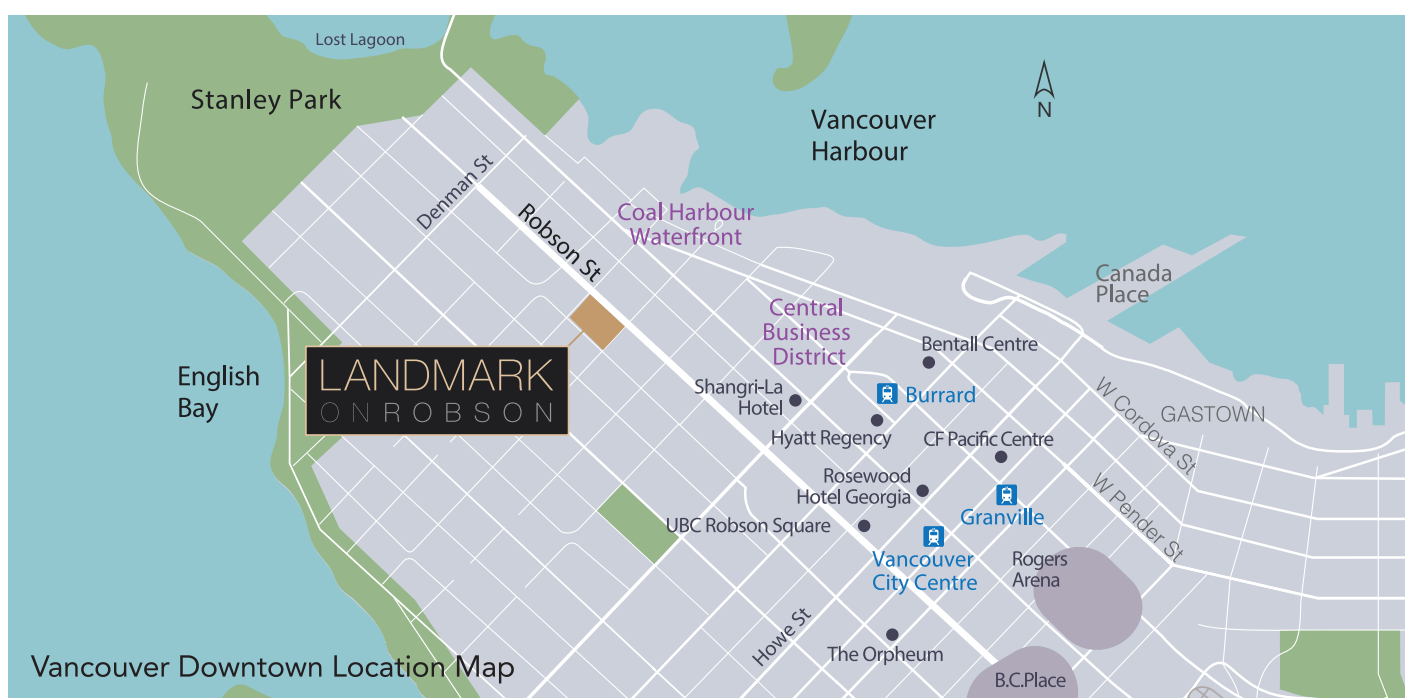 Lost Lagoon
Stanley Park
N
Vancouver
Harbour
Denman St
Robson St
Coal Harbour
Waterfront
Canada
Place
Central
Business
District
Bentall Centre
English
Bay
LANDMARK
ON ROBSON
Shangri-La
Hotel
Burrard
W Cordova St
GASTOWN
Hyatt Regency
CF Pacific Centre
Rosewood
Hotel Georgia
W Pender St
Granville
UBC Robson Square
Vancouver
City Centre
Rogers
Arena
Howe St
The Orpheum
B.C.Place
Vancouver Downtown Location Map